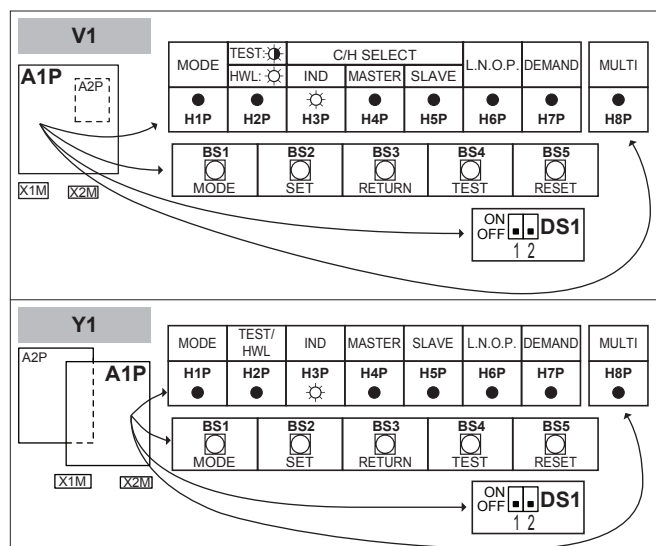 V1
A1P
A2P
X1M X2M
MODE TEST: C/H SELECT L.N.O.P. DEMAND MULTI
HWL: IND MASTER SLAVE
H1P H2P H3P H4P H5P H6P H7P H8P
BS1 BS2 BS3 BS4 BS5
MODE SET RETURN TEST RESET
ON
OFF DS1
1 2
Y1
A2P
A1P
X1M X2M
MODE TEST/ IND MASTER SLAVE L.N.O.P. DEMAND MULTI
HWL
H1P H2P H3P H4P H5P H6P H7P H8P
BS1 BS2 BS3 BS4 BS5
MODE SET RETURN TEST RESET
ON
OFF DS1
1 2